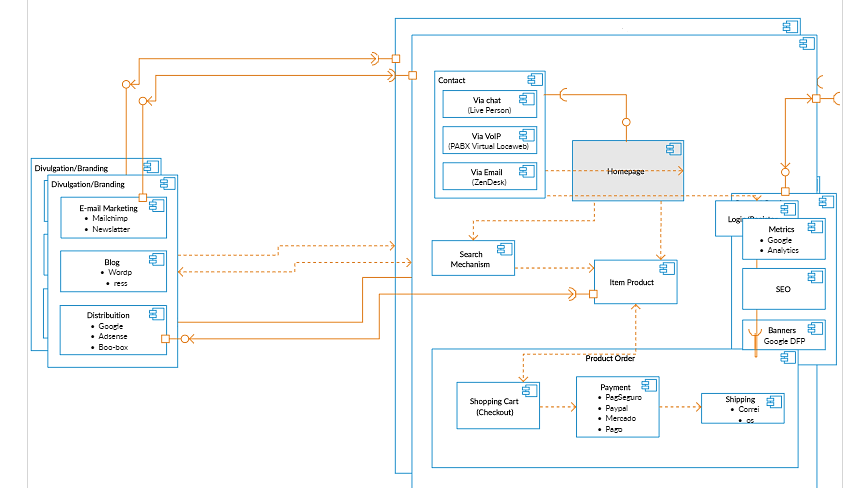 Contact
Via chat
(Live Person)
Via VoIP
(PABX Virtual Locaweb)
Via Email
(ZenDesk)
Homepage
Divulgation/Branding
Divulgation/Branding
E-mail Marketing
Mailchimp
Newslatter
Blog
Wordp
ress
Distribuition
Google
Adsense
Boo-box
Search
Mechanism
Item Product
Metrics
Google
Analytics
SEO
Banners
Google DFP
Product Order
Shopping Cart
(Checkout)
Payment
PagSeguro
Paypal
Mercado
Pago
Shipping
Correi
os